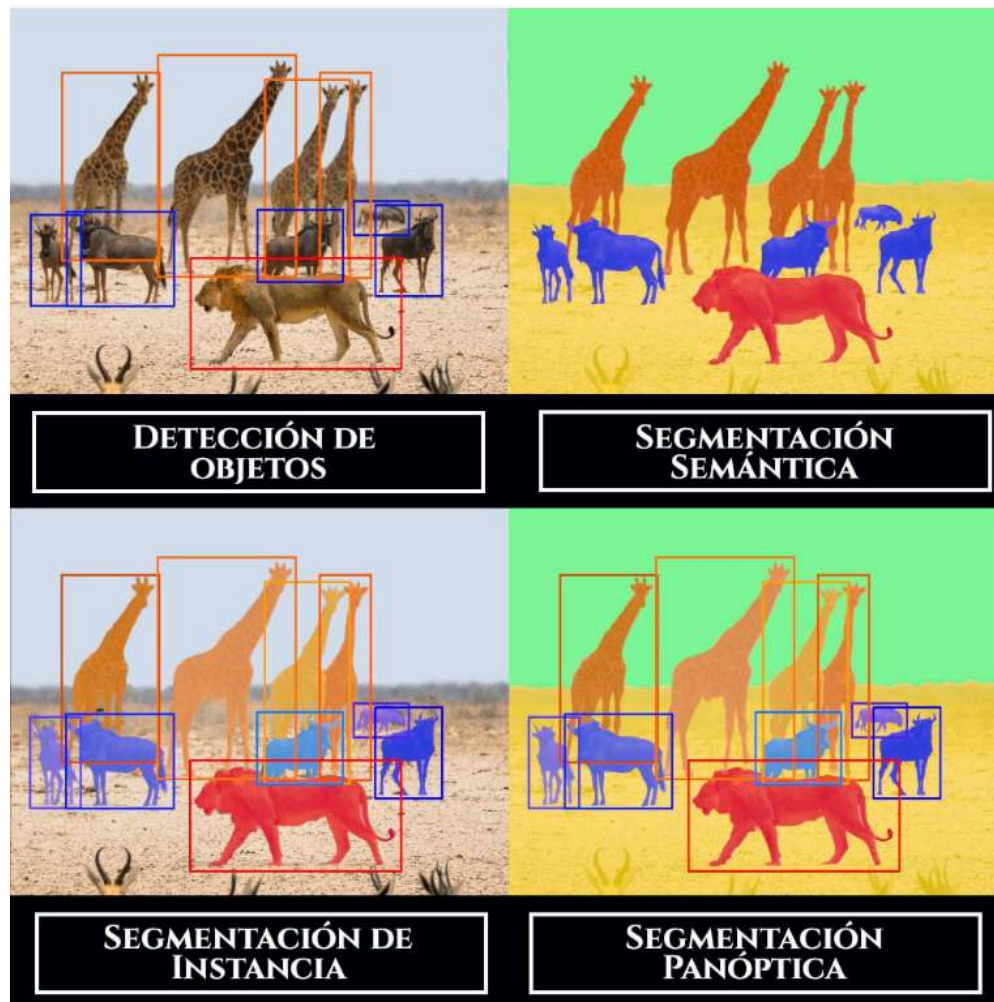 Detección de
objetos
Segmentación
Semántica
Segmentación de
Instancia
Segmentación
Panóptica